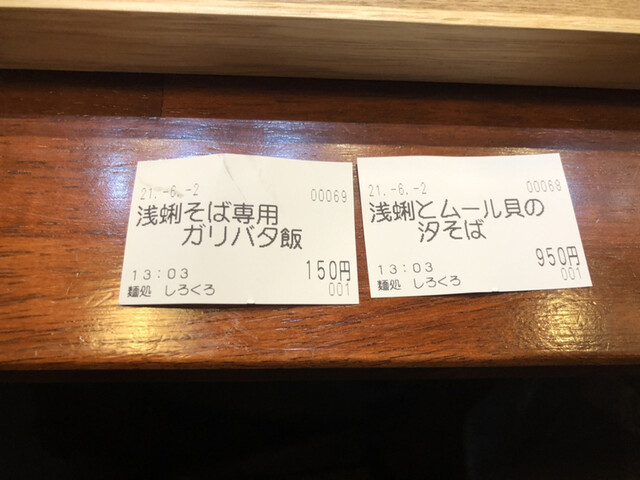 21.-6.-2 00069
浅蜊そば専用
ガリバタ飯
13:03 150円
麺処 しろくろ 001
21.-6.-2 00068
浅蜊とムール貝の
汐そば
13:03 950円
麺処 しろくろ 001